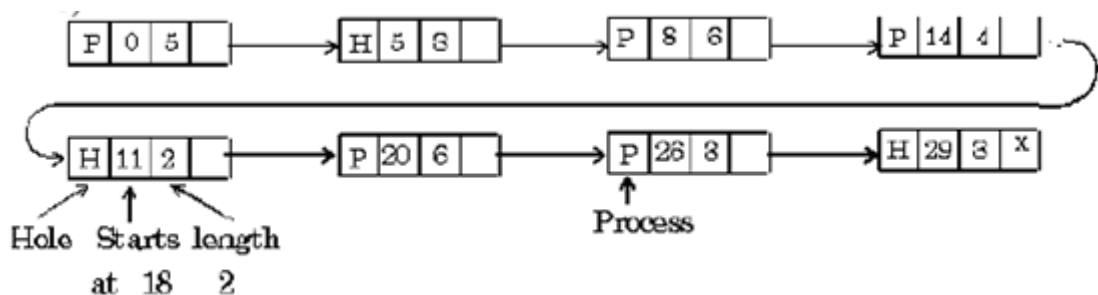 P 0 5 H 5 3 P 8 6 P 14 4
H 11 2 P 20 6 P 26 3 H 29 3 X
Hole Starts length Process
at 18 2